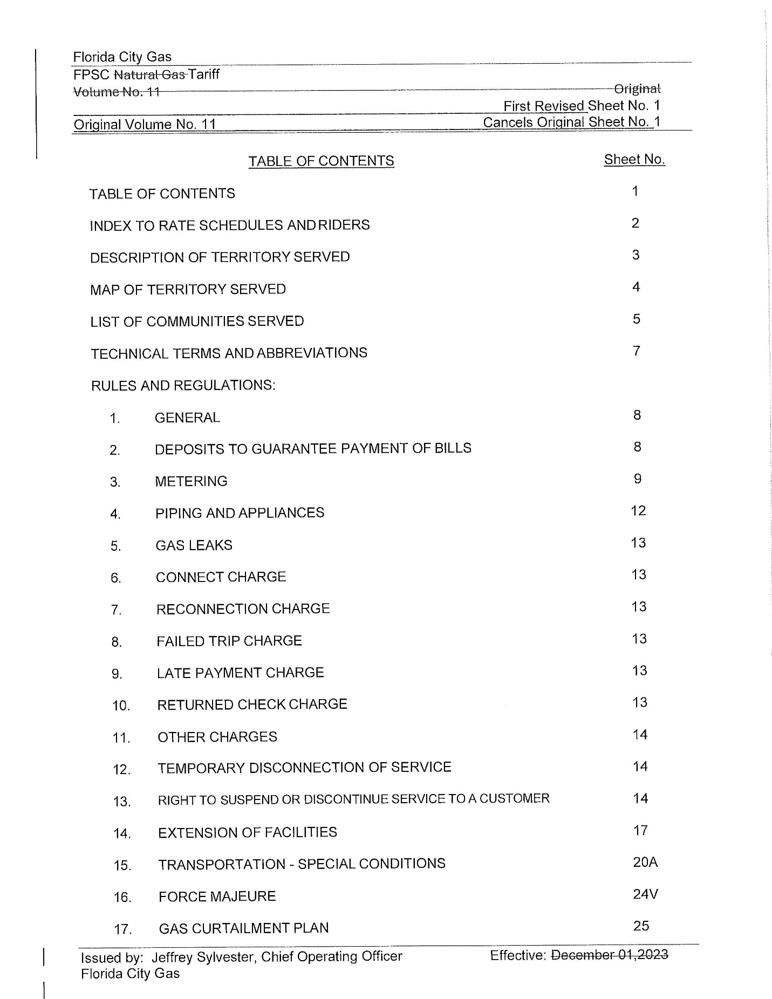 Florida City Gas
FPSC Natural Gas Tariff
Volume No. 11 Original
First Revised Sheet No. 1
Original Volume No. 11 Cancels Original Sheet No. 1
TABLE OF CONTENTS Sheet No.
TABLE OF CONTENTS 1
INDEX TO RATE SCHEDULES AND RIDERS 2
DESCRIPTION OF TERRITORY SERVED 3
MAP OF TERRITORY SERVED 4
LIST OF COMMUNITIES SERVED 5
TECHNICAL TERMS AND ABBREVIATIONS 7
RULES AND REGULATIONS:
1. GENERAL 8
2. DEPOSITS TO GUARANTEE PAYMENT OF BILLS 8
3. METERING 9
4. PIPING AND APPLIANCES 12
5. GAS LEAKS 13
6. CONNECT CHARGE 13
7. RECONNECTION CHARGE 13
8. FAILED TRIP CHARGE 13
9. LATE PAYMENT CHARGE 13
10. RETURNED CHECK CHARGE 13
11. OTHER CHARGES 14
12. TEMPORARY DISCONNECTION OF SERVICE 14
13. RIGHT TO SUSPEND OR DISCONTINUE SERVICE TO A CUSTOMER 14
14. EXTENSION OF FACILITIES 17
15. TRANSPORTATION - SPECIAL CONDITIONS 20A
16. FORCE MAJEURE 24V
17. GAS CURTAILMENT PLAN 25
Issued by: Jeffrey Sylvester, Chief Operating Officer Effective: December 01,2023
Florida City Gas